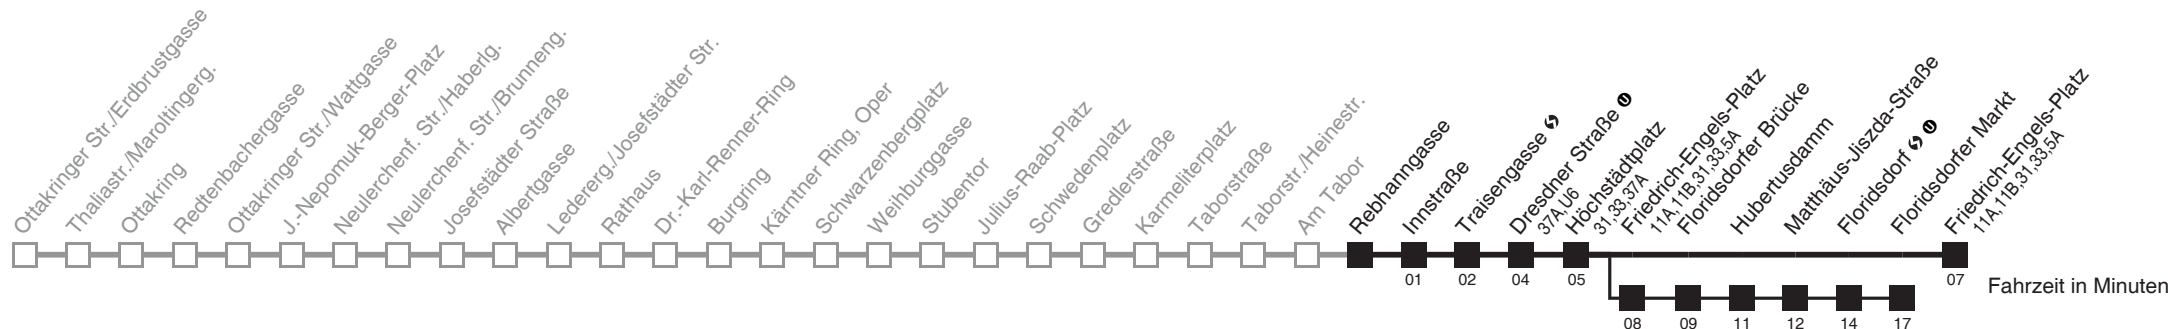 Ottakringer Str./Erdbrustgasse
Thaliastr./Maroltingerg.
Ottakring
Redtenbachergasse
Ottakringer Str./Wattgasse
J.-Nepomuk-Berger-Platz
Neulerchenf. Str./Haberlg.
Neulerchenf. Str./Brunneng.
Josefstädter Straße
Albertgasse
Ledererg./Josefstädter Str.
Rathaus
Dr.-Karl-Renner-Ring
Burgring
Kärntner Ring, Oper
Schwarzenbergplatz
Weihburggasse
Stubentor
Julius-Raab-Platz
Schwedenplatz
Gredlerstraße
Karmeliterplatz
Taborstraße
Taborstr./Heinestr.
Am Tabor
Rebhanngasse
Innstraße
Traisengasse S
Dresdner Straße U
37A,U6
Höchstädtplatz
31,33,37A
Friedrich-Engels-Platz
11A,11B,31,33,5A
Floridsdorfer Brücke
Hubertusdamm
Matthäus-Jiszda-Straße
Floridsdorf S U
Floridsdorfer Markt
Friedrich-Engels-Platz
11A,11B,31,33,5A
01 02 04 05 07
Fahrzeit in Minuten
08 09 11 12 14 17